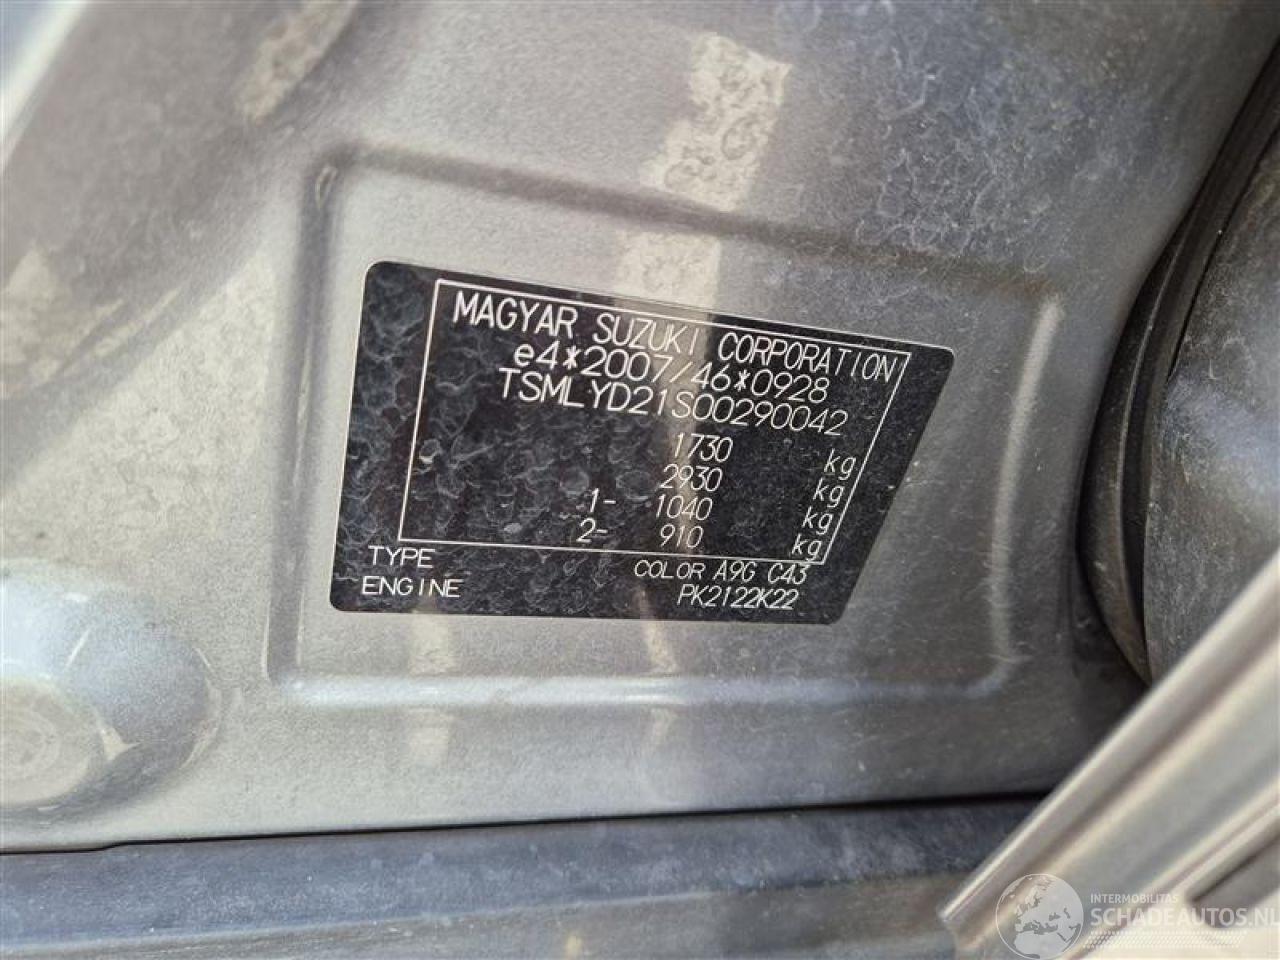 MAGYAR SUZUKI CORPORATION
e4*2007/46*0928
TSMLYD21S00290042
1730 kg
2930 kg
1- 1040 kg
2- 910 kg
TYPE COLOR A9G C43
ENGINE PK2122K22
INTERMOBILITAS
SCHADEAUTOS.NL